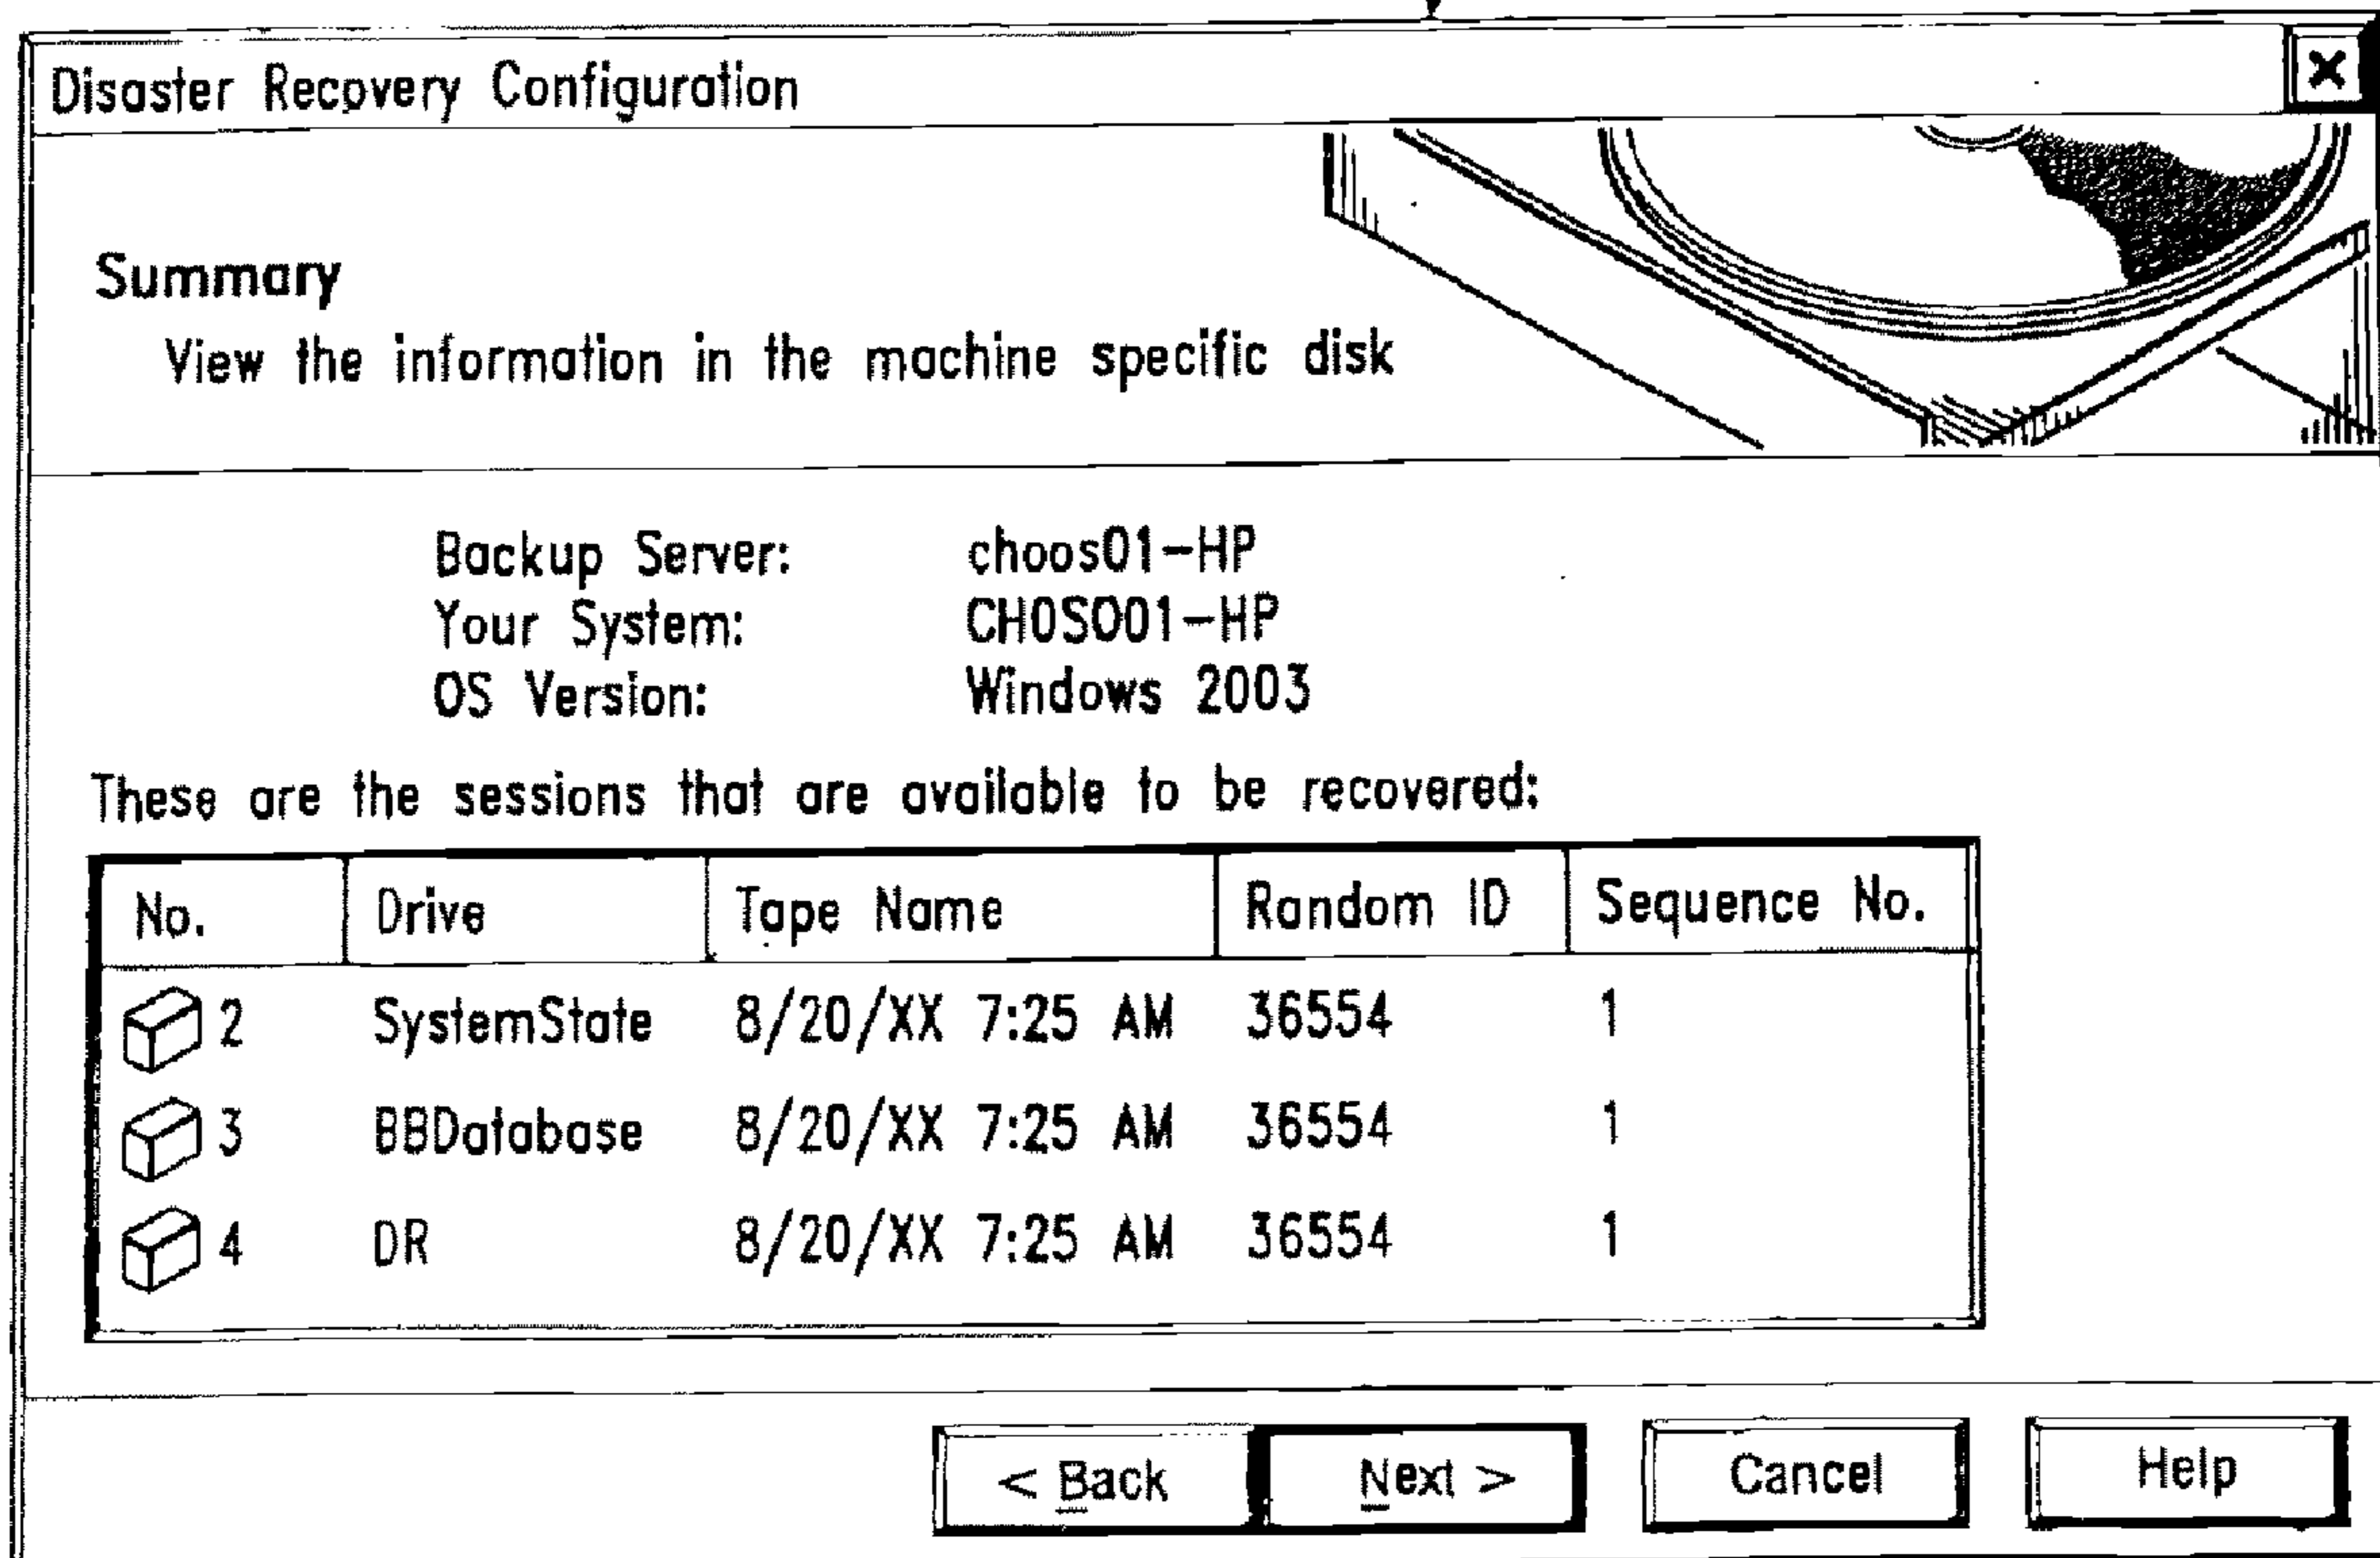 Disaster Recovery Configuration
Summary
View the information in the machine specific disk
Backup Server: choos01-HP
Your System: CHOSO01-HP
OS Version: Windows 2003
These are the sessions that are available to be recovered:
No. Drive Tape Name Random ID Sequence No.
2 SystemState 8/20/XX 7:25 AM 36554 1
3 BBDatabase 8/20/XX 7:25 AM 36554 1
4 DR 8/20/XX 7:25 AM 36554 1
< Back Next > Cancel Help